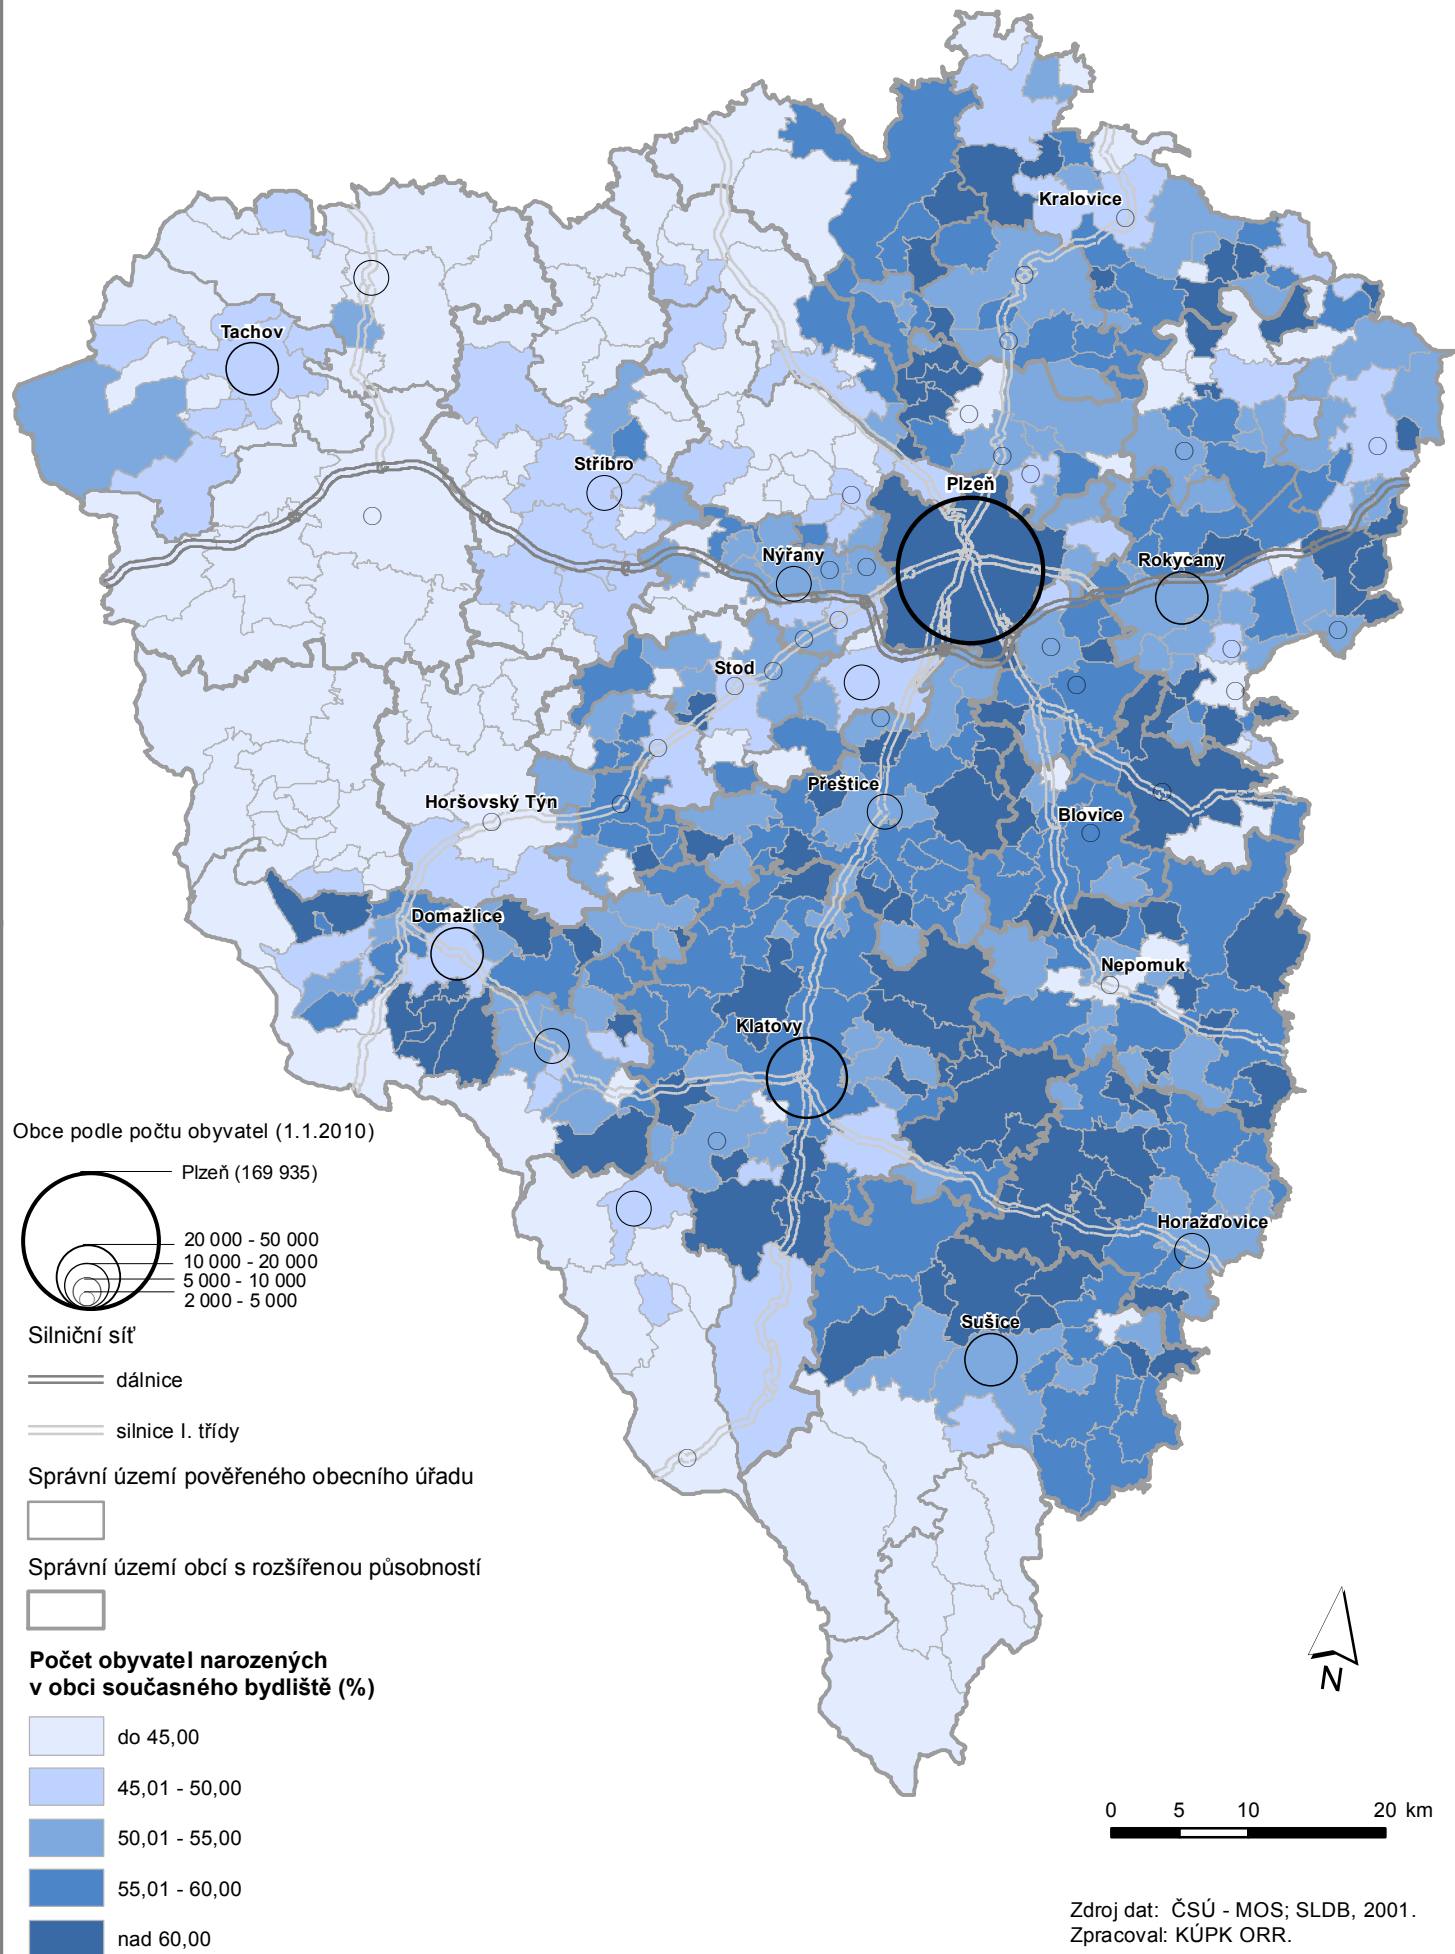 Kralovice
Tachov
Stříbro
Plzeň
Nýřany
Rokycany
Stod
Přeštice
Horšovský Týn
Blovice
Domažlice
Nepomuk
Klatovy
Horažďovice
Sušice
Obce podle počtu obyvatel (1.1.2010)
Plzeň (169 935)
20 000 - 50 000
10 000 - 20 000
5 000 - 10 000
2 000 - 5 000
Silniční síť
dálnice
silnice I. třídy
Správní území pověřeného obecního úřadu
Správní území obcí s rozšířenou působností
Počet obyvatel narozených
v obci současného bydliště (%)
do 45,00
45,01 - 50,00
50,01 - 55,00
55,01 - 60,00
nad 60,00
N
0 5 10 20 km
Zdroj dat: ČSÚ - MOS; SLDB, 2001.
Zpracoval: KÚPK ORR.